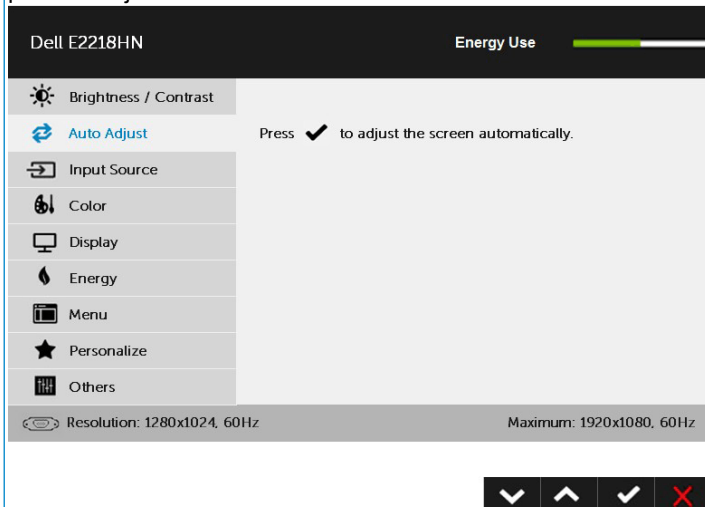 Dell E2218HN
Energy Use
Brightness / Contrast
Auto Adjust
Press ✔ to adjust the screen automatically.
Input Source
Color
Display
Energy
Menu
Personalize
Others
Resolution: 1280x1024, 60Hz
Maximum: 1920x1080, 60Hz